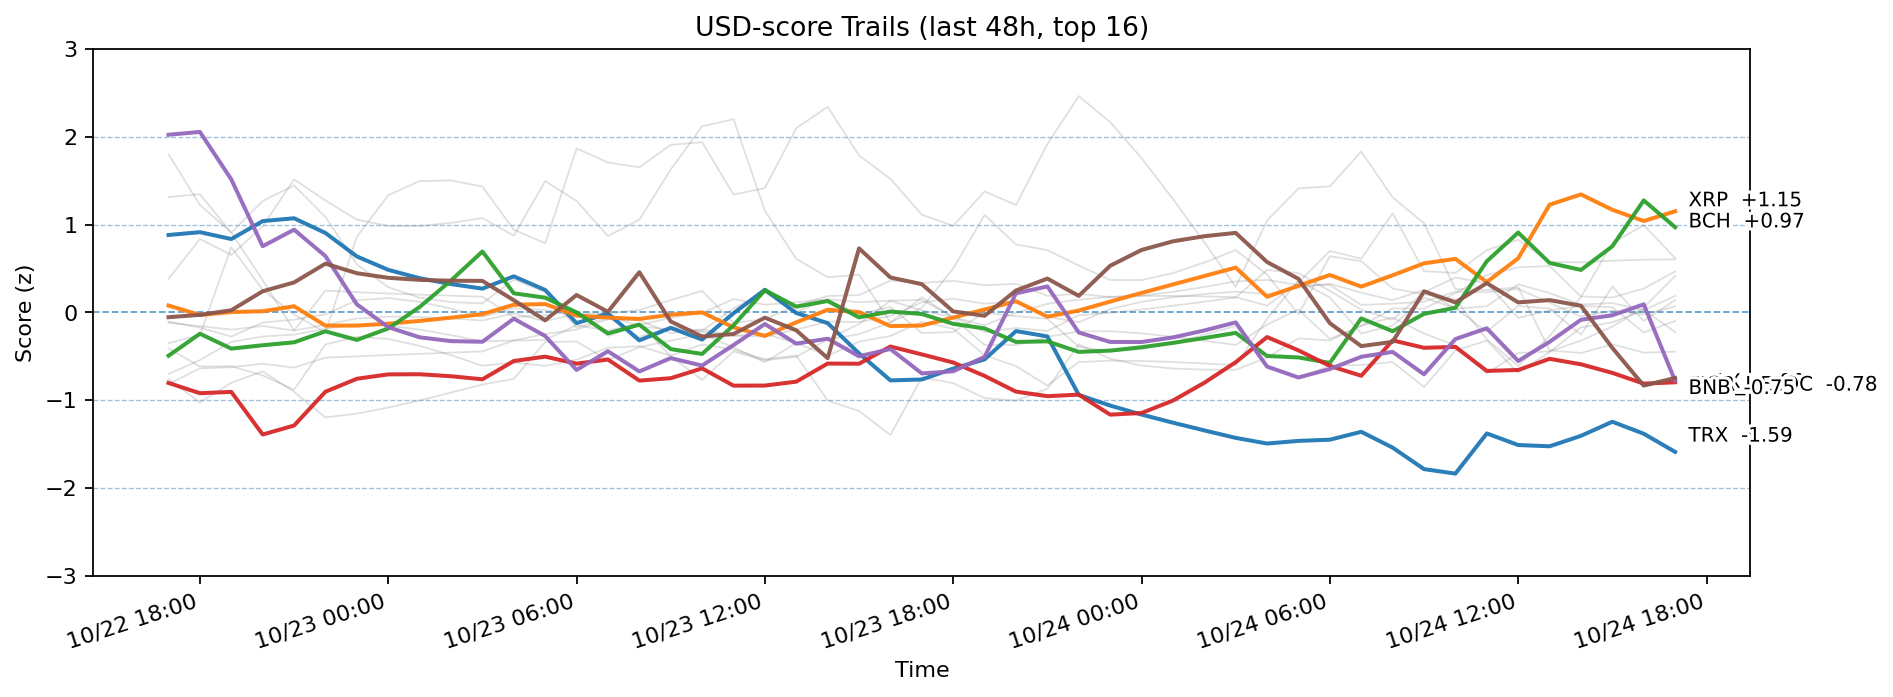 USD-score Trails (last 48h, top 16)
Score (z)
3
2
1
0
−1
−2
−3
XRP +1.15
BCH +0.97
C -0.78
BNB -0.75
TRX -1.59
10/22 18:00
10/23 00:00
10/23 06:00
10/23 12:00
10/23 18:00
10/24 00:00
10/24 06:00
10/24 12:00
10/24 18:00
Time